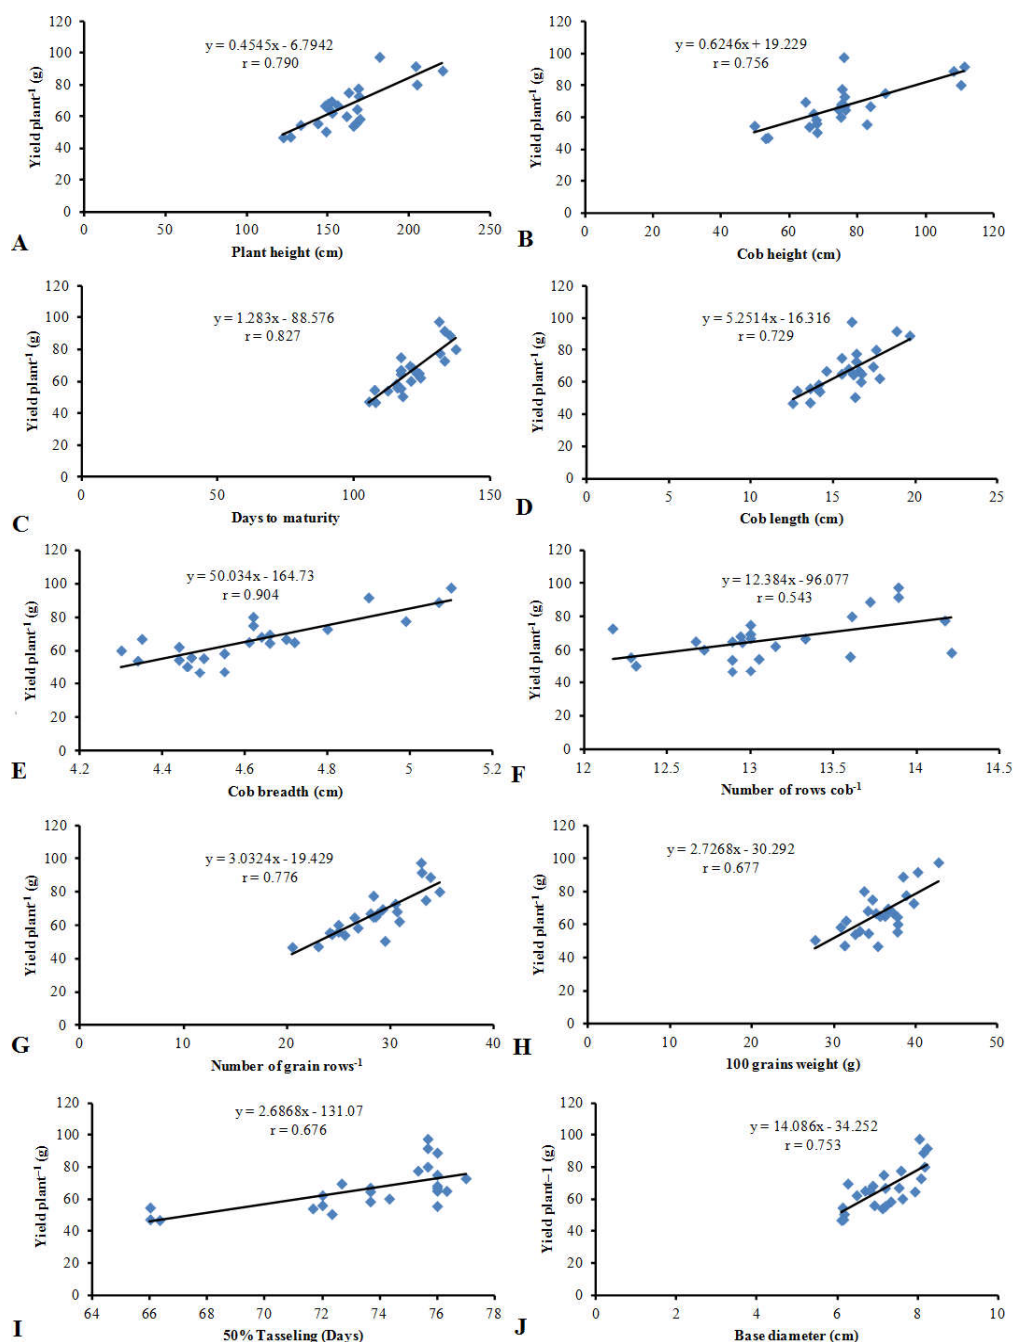 120
100
80
60
40
20
0
Yield plant-1 (g)
y = 0.4545x - 6.7942
r = 0.790
0 50 100 150 200 250
Plant height (cm)
A
120
100
80
60
40
20
0
Yield plant-1 (g)
y = 0.6246x + 19.229
r = 0.756
0 20 40 60 80 100 120
Cob height (cm)
B
120
100
80
60
40
20
0
Yield plant-1 (g)
y = 1.283x - 88.576
r = 0.827
0 50 100 150
Days to maturity
C
120
100
80
60
40
20
0
Yield plant-1 (g)
y = 5.2514x - 16.316
r = 0.729
0 5 10 15 20 25
Cob length (cm)
D
120
100
80
60
40
20
0
Yield plant-1 (g)
y = 50.034x - 164.73
r = 0.904
4.2 4.4 4.6 4.8 5 5.2
Cob breadth (cm)
E
120
100
80
60
40
20
0
Yield plant-1 (g)
y = 12.384x - 96.077
r = 0.543
12 12.5 13 13.5 14 14.5
Number of rows cob-1
F
120
100
80
60
40
20
0
Yield plant-1 (g)
y = 3.0324x - 19.429
r = 0.776
0 10 20 30 40
Number of grain rows-1
G
120
100
80
60
40
20
0
Yield plant-1 (g)
y = 2.7268x - 30.292
r = 0.677
0 10 20 30 40 50
100 grains weight (g)
H
120
100
80
60
40
20
0
Yield plant-1 (g)
y = 2.6868x - 131.07
r = 0.676
64 66 68 70 72 74 76 78
50% Tasseling (Days)
I
120
100
80
60
40
20
0
Yield plant-1 (g)
y = 14.086x - 34.252
r = 0.753
0 2 4 6 8 10
Base diameter (cm)
J